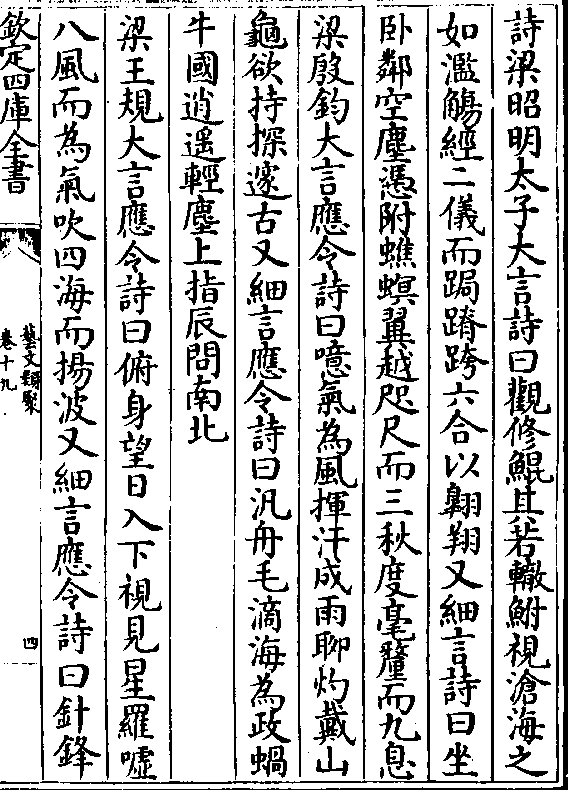 詩梁昭明太子大言詩曰觀修鯤其若轍鮒視滄海之
如濫觴經二儀而跼蹐跨六合以翺翔又細言詩曰坐
卧鄰空塵憑附蟭螟翼越咫尺而三秋度毫釐而九息
梁殷鈞大言應令詩曰噫氣為風揮汗成雨聊灼戴山
龜欲持探邃古又細言應令詩曰汎舟毛滴海為政蝸
牛國逍遥輕塵上指辰問南北
梁王規大言應令詩曰俯身望日入下視見星羅噓
八風而為氣吹四海而揚波又細言應令詩曰針鋒
欽定四庫全書
藝文類聚
卷十九
四